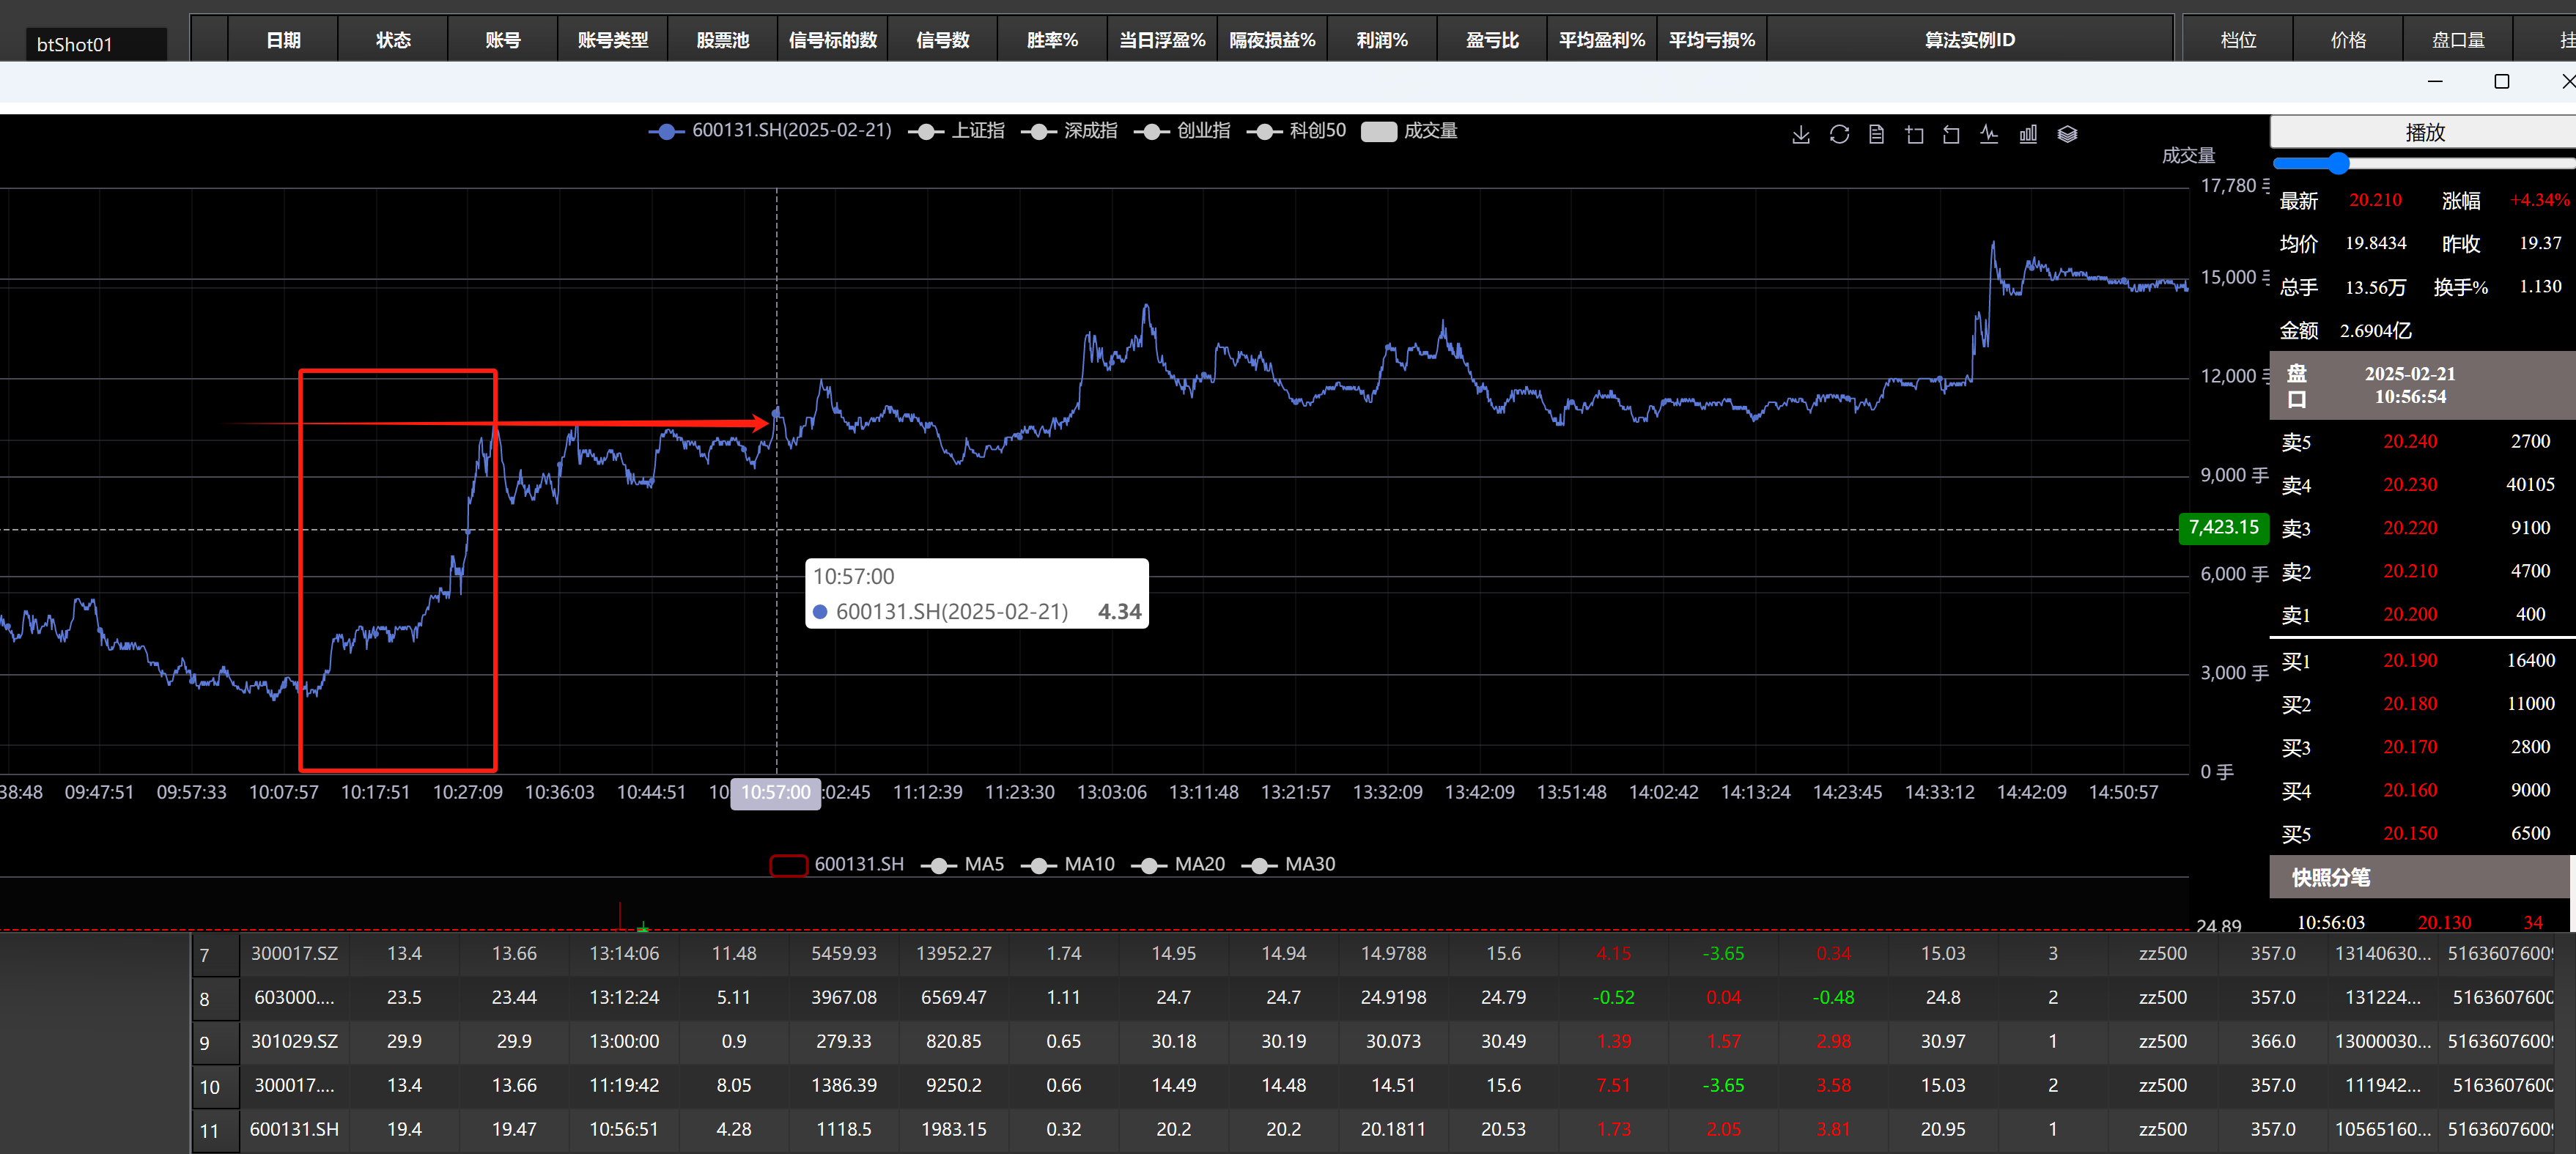 btShot01
日期 状态 账号 账号类型 股票池 信号标的数 信号数 胜率% 当日浮盈% 隔夜损益% 利润% 盈亏比 平均盈利% 平均亏损% 算法实例ID 档位 价格 盘口量 挂
600131.SH(2025-02-21) 上证指 深成指 创业指 科创50 成交量
成交量
17,780
15,000
12,000
9,000 手
7,423.15
6,000 手
3,000 手
0 手
10:57:00
600131.SH(2025-02-21) 4.34
38:48 09:47:51 09:57:33 10:07:57 10:17:51 10:27:09 10:36:03 10:44:51 10 10:57:00 :02:45 11:12:39 11:23:30 13:03:06 13:11:48 13:21:57 13:32:09 13:42:09 13:51:48 14:02:42 14:13:24 14:23:45 14:33:12 14:42:09 14:50:57
600131.SH MA5 MA10 MA20 MA30
24.89
播放
最新 20.210 涨幅 +4.34%
均价 19.8434 昨收 19.37
总手 13.56万 换手% 1.130
金额 2.6904亿
盘口 2025-02-21 10:56:54
卖5 20.240 2700
卖4 20.230 40105
卖3 20.220 9100
卖2 20.210 4700
卖1 20.200 400
买1 20.190 16400
买2 20.180 11000
买3 20.170 2800
买4 20.160 9000
买5 20.150 6500
快照分笔
10:56:03 20.130 34
7 300017.SZ 13.4 13.66 13:14:06 11.48 5459.93 13952.27 1.74 14.95 14.94 14.9788 15.6 4.15 -3.65 0.34 15.03 3 zz500 357.0 13140630... 5163607600
8 603000.... 23.5 23.44 13:12:24 5.11 3967.08 6569.47 1.11 24.7 24.7 24.9198 24.79 -0.52 0.04 -0.48 24.8 2 zz500 357.0 131224... 516360760
9 301029.SZ 29.9 29.9 13:00:00 0.9 279.33 820.85 0.65 30.18 30.19 30.073 30.49 1.39 1.57 2.98 30.97 1 zz500 366.0 13000030... 5163607600
10 300017.... 13.4 13.66 11:19:42 8.05 1386.39 9250.2 0.66 14.49 14.48 14.51 15.6 7.51 -3.65 3.58 15.03 2 zz500 357.0 111942... 516360760
11 600131.SH 19.4 19.47 10:56:51 4.28 1118.5 1983.15 0.32 20.2 20.2 20.1811 20.53 1.73 2.05 3.81 20.95 1 zz500 357.0 10565160... 5163607600